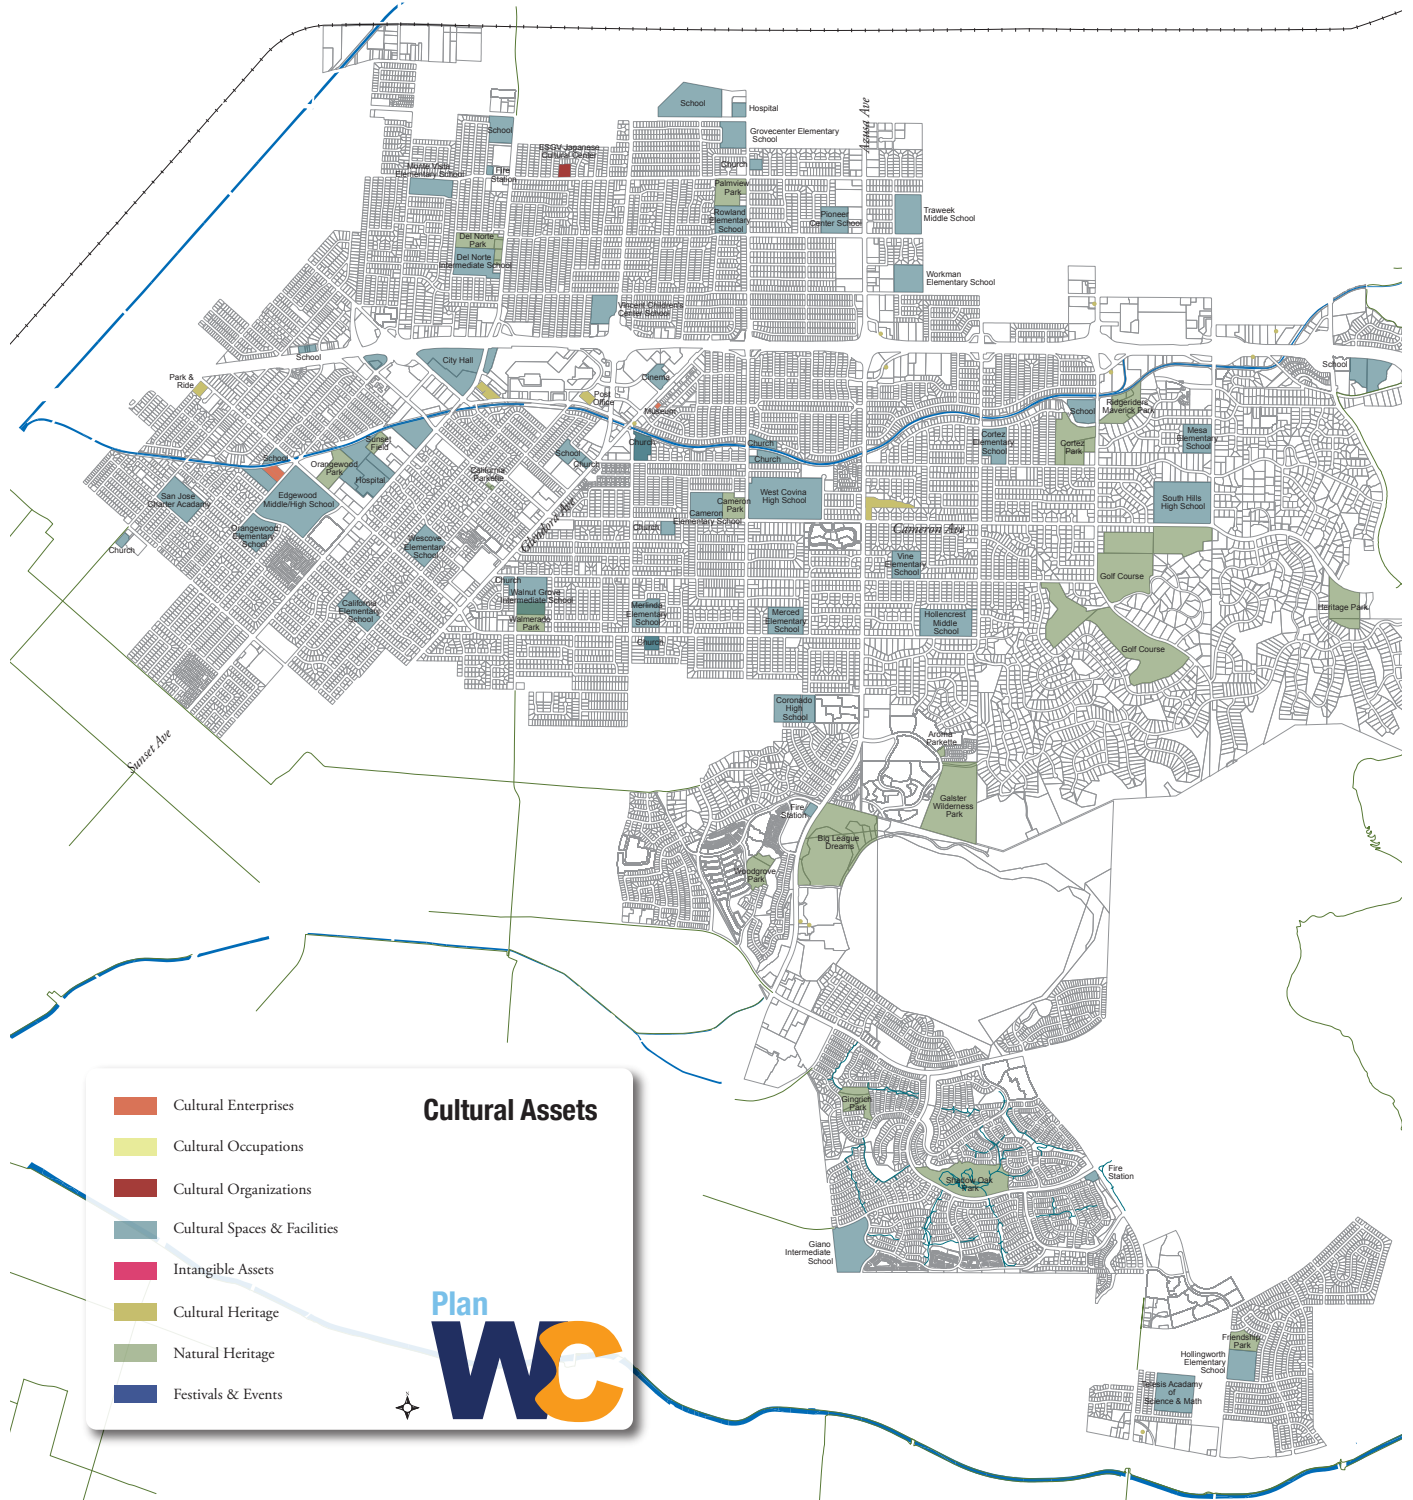 School
Hospital
Azusa Ave
School
Grovecenter Elementary
School
ESGV Japanese
Cultural Center
Church
Monte Vista
Elementary School
Fire
Station
Palmview
Park
Rowland
Elementary
School
Pioneer
Center School
Traweek
Middle School
Del Norte
Park
Del Norte
Intermediate School
Workman
Elementary School
Vincent Children's
Center School
School
City Hall
School
Park &
Ride
Cinema
Post
Office
Museum
School
Ridgeriders
Maverick Park
Sunset
Field
Church
Church
Church
Cortez
Elementary
School
Cortez
Park
Mesa
Elementary
School
School
Orangewood
Park
Hospital
School
Church
California
Parkette
San Jose
Charter Acadamy
Edgewood
Middle/High School
Cameron
Park
Cameron
Elementary School
West Covina
High School
South Hills
High School
Orangewood
Elementary
School
Church
Glendora Ave
Church
Cameron Ave
Wescove
Elementary
School
Vine
Elementary
School
Golf Course
Church
Walnut Grove
Intermediate School
Walmerado
Park
California
Elementary
School
Merlinda
Elementary
School
Merced
Elementary
School
Hollencrest
Middle
School
Heritage Park
Church
Golf Course
Coronado
High
School
Sunset Ave
Aroma
Parkette
Fire
Station
Galster
Wilderness
Park
Big League
Dreams
Woodgrove
Park
Gingrich
Park
Shadow Oak
Park
Fire
Station
Giano
Intermediate
School
Friendship
Park
Hollingworth
Elementary
School
Telesis Academy
of
Science & Math
Cultural Assets
Cultural Enterprises
Cultural Occupations
Cultural Organizations
Cultural Spaces & Facilities
Intangible Assets
Cultural Heritage
Natural Heritage
Festivals & Events
Plan
WC